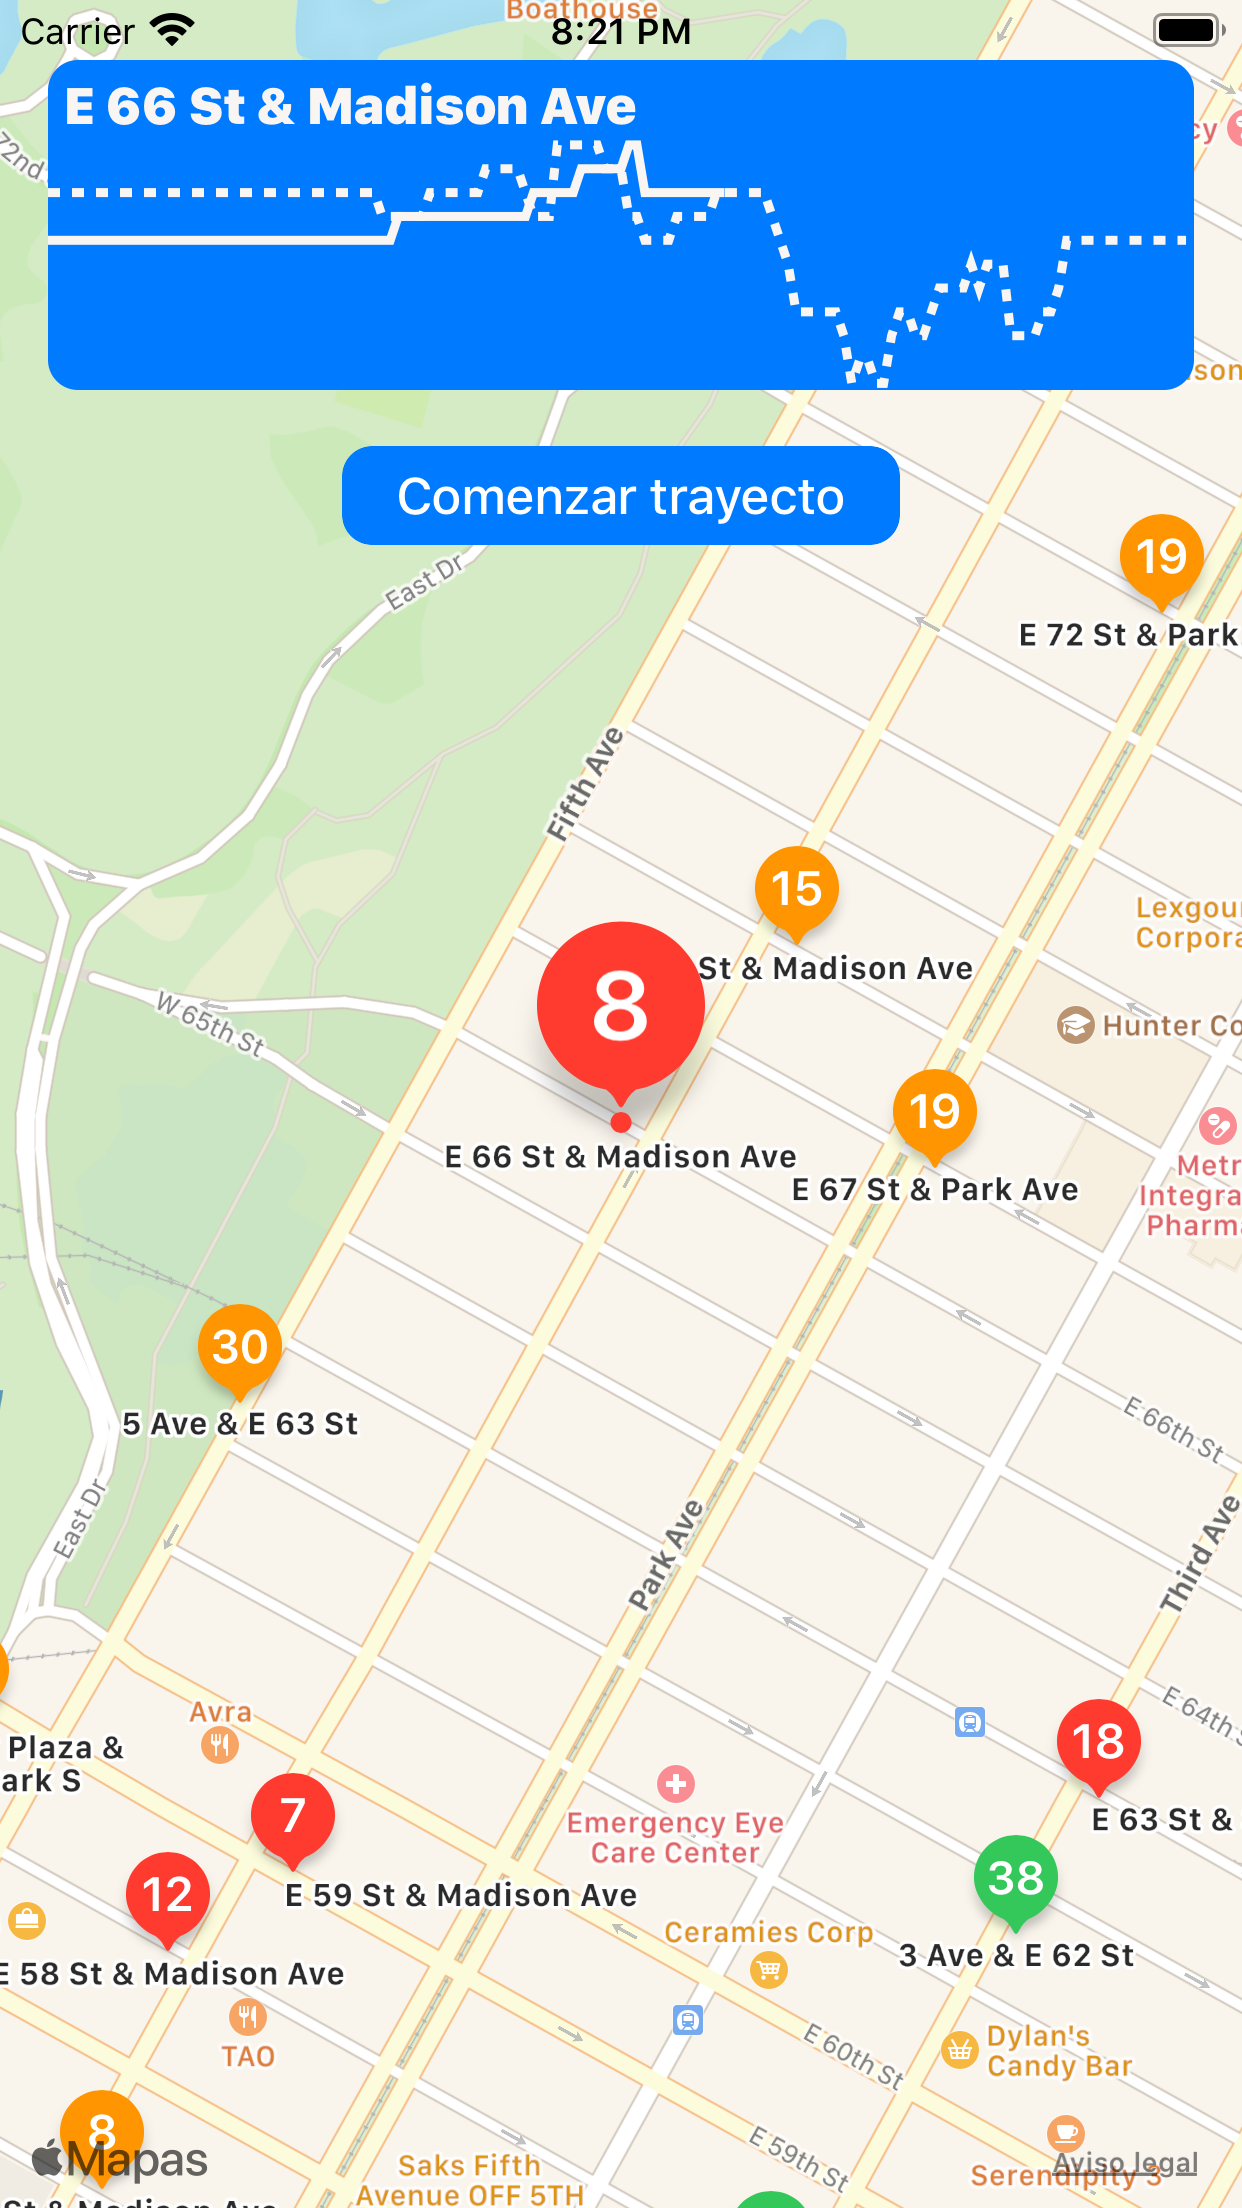 Boathouse
Carrier 8:21 PM
E 66 St & Madison Ave
72nd
cy
son
Comenzar trayecto
19
East Dr
E 72 St & Park
Fifth Ave
15
Lexgou
Corpora
St & Madison Ave
8
W 65th St
Hunter Co
19
E 66 St & Madison Ave
E 67 St & Park Ave
Metr
Integra
Pharma
30
5 Ave & E 63 St
E 66th St
East Dr
Park Ave
Third Ave
E 64th S
Avra
18
Plaza &
ark S
7
Emergency Eye
Care Center
E 63 St &
12
38
E 59 St & Madison Ave
Ceramies Corp
3 Ave & E 62 St
E 58 St & Madison Ave
TAO
E 60th St
Dylan's
Candy Bar
8
Mapas
E 59th St
Aviso legal
Saks Fifth
Avenue OFF 5TH
Serendipity 3
St & Madison Ave